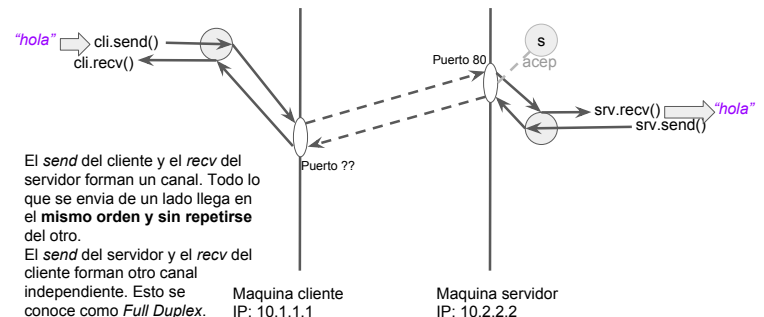 “hola”
cli.send()
cli.recv()
Puerto 80
s
acep
srv.recv()
“hola”
srv.send()
Puerto ??
El send del cliente y el recv del
servidor forman un canal. Todo lo
que se envia de un lado llega en
el mismo orden y sin repetirse
del otro.
El send del servidor y el recv del
cliente forman otro canal
independiente. Esto se
conoce como Full Duplex.
Maquina cliente
IP: 10.1.1.1
Maquina servidor
IP: 10.2.2.2